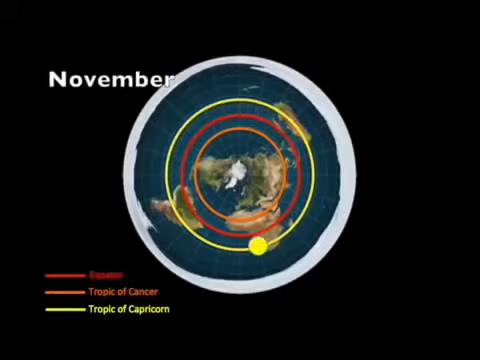 November
Equator
Tropic of Cancer
Tropic of Capricorn